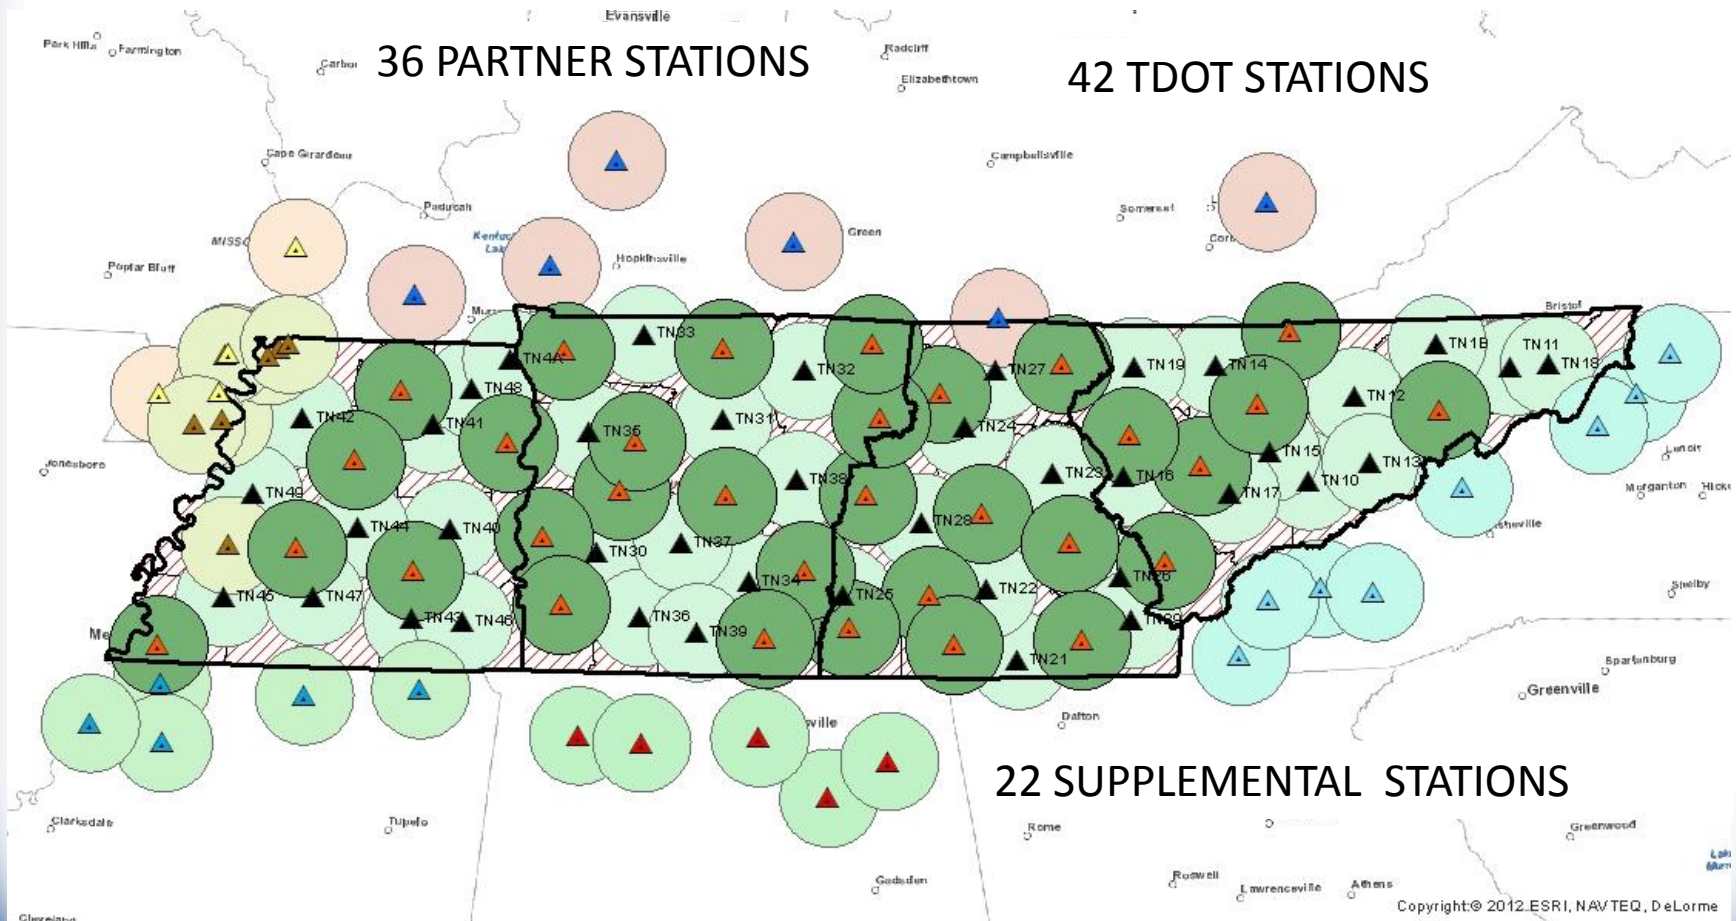 Evansville
36 PARTNER STATIONS
42 TDOT STATIONS
Park Hills
Farmington
Radcliff
Elizabethtown
Cape Girardeau
Campbellsville
Paducah
Somerset
Green
Hopkinsville
Poplar Bluff
Bristol
TN33
TN4A
TN32
TN27
TN19
TN14
TN1B
TN11
TN18
TN48
TN12
TN42
TN41
TN35
TN31
TN24
Jonesboro
Lenoir
TN15
TN13
TN23
TN16
TN10
TN38
TN49
TN17
Morganton
TN44
TN40
TN28
TN30
TN37
TN34
TN26
TN25
TN22
Shelby
TN45
TN47
TN43
TN46
TN36
TN39
TN29
TN21
Spartanburg
Greenville
Dalton
22 SUPPLEMENTAL STATIONS
Clarksdale
Tupelo
Rome
Greenwood
Gadsden
Roswell
Lawrenceville
Athens
Copyright:© 2012 ESRI, NAVTEQ, DeLorme
Cleveland